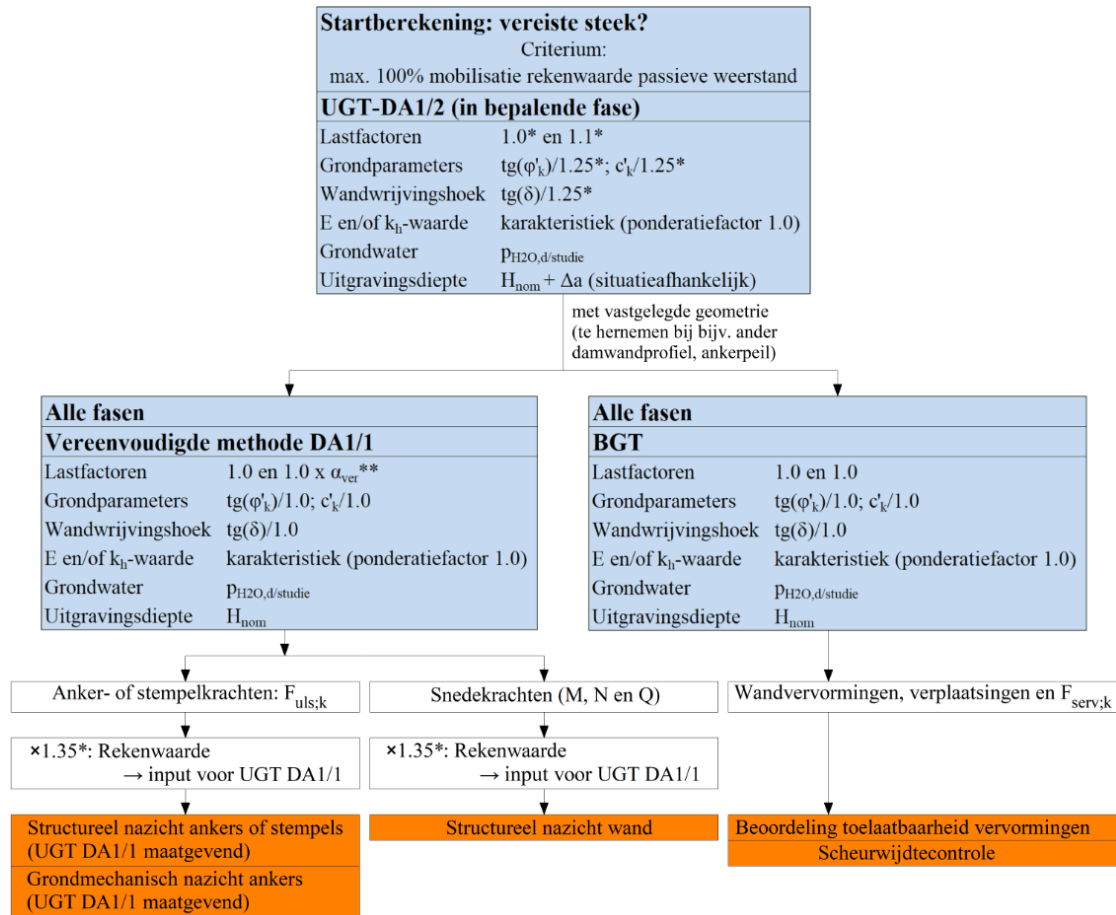 Startberekening: vereiste steek?
Criterium:
max. 100% mobilisatie rekenwaarde passieve weerstand
UGT-DA1/2 (in bepalende fase)
Lastfactoren 1.0* en 1.1*
Grondparameters tg(φ'k)/1.25*; c'k/1.25*
Wandwrijvingshoek tg(δ)/1.25*
E en/of kh-waarde karakteristiek (ponderatiefactor 1.0)
Grondwater pH2O,d/studie
Uitgravingsdiepte Hnom + Δa (situatieafhankelijk)
met vastgelegde geometrie
(te hernemen bij bijv. ander
damwandprofiel, ankerpeil)
Alle fasen
Vereenvoudigde methode DA1/1
Lastfactoren 1.0 en 1.0 x αver**
Grondparameters tg(φ'k)/1.0; c'k/1.0
Wandwrijvingshoek tg(δ)/1.0
E en/of kh-waarde karakteristiek (ponderatiefactor 1.0)
Grondwater pH2O,d/studie
Uitgravingsdiepte Hnom
Alle fasen
BGT
Lastfactoren 1.0 en 1.0
Grondparameters tg(φ'k)/1.0; c'k/1.0
Wandwrijvingshoek tg(δ)/1.0
E en/of kh-waarde karakteristiek (ponderatiefactor 1.0)
Grondwater pH2O,d/studie
Uitgravingsdiepte Hnom
Anker- of stempelkrachten: Fuls;k
×1.35*: Rekenwaarde
→ input voor UGT DA1/1
Structureel nazicht ankers of stempels
(UGT DA1/1 maatgevend)
Grondmechanisch nazicht ankers
(UGT DA1/1 maatgevend)
Snedekrachten (M, N en Q)
×1.35*: Rekenwaarde
→ input voor UGT DA1/1
Structureel nazicht wand
Wandvervormingen, verplaatsingen en Fserv;k
Beoordeling toelaatbaarheid vervormingen
Scheurwijdtecontrole